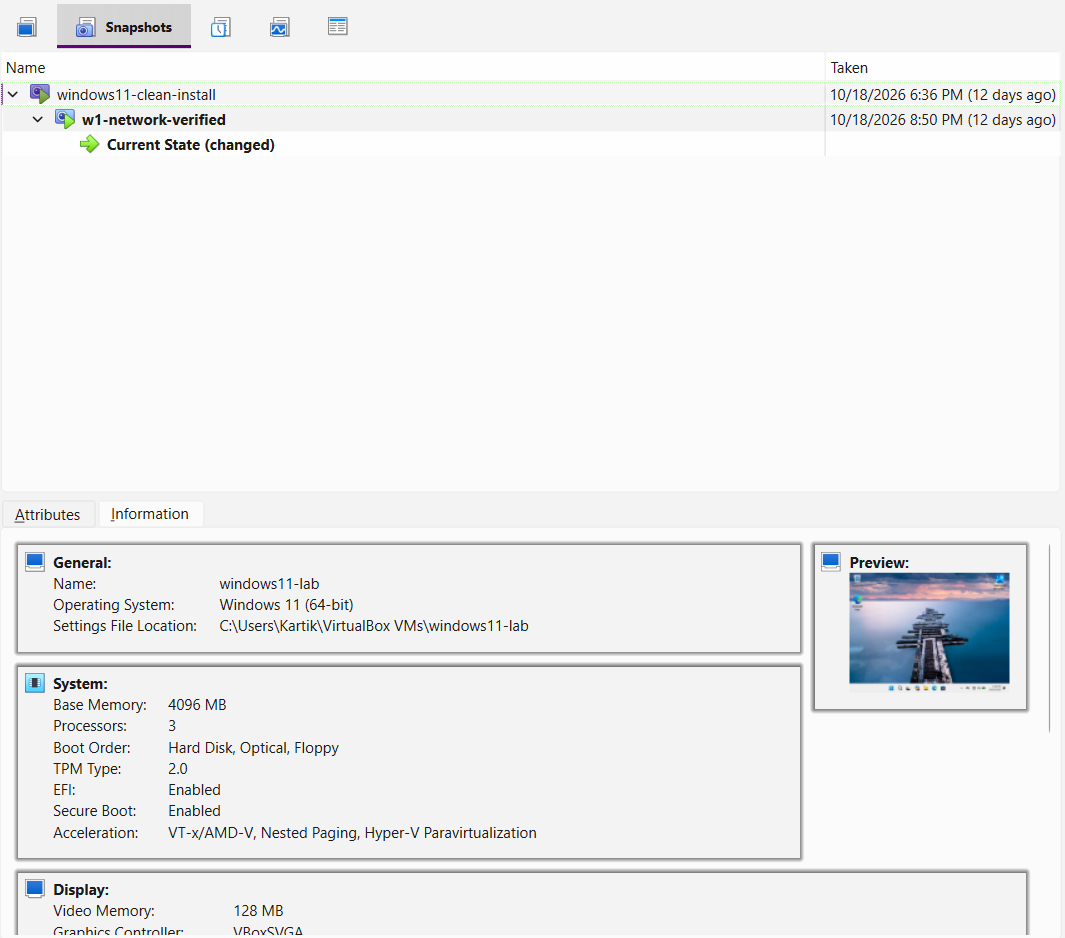 Snapshots
Name Taken
windows11-clean-install 10/18/2026 6:36 PM (12 days ago)
w1-network-verified 10/18/2026 8:50 PM (12 days ago)
Current State (changed)
Attributes Information
General:
Name: windows11-lab
Operating System: Windows 11 (64-bit)
Settings File Location: C:\Users\Kartik\VirtualBox VMs\windows11-lab
Preview:
System:
Base Memory: 4096 MB
Processors: 3
Boot Order: Hard Disk, Optical, Floppy
TPM Type: 2.0
EFI: Enabled
Secure Boot: Enabled
Acceleration: VT-x/AMD-V, Nested Paging, Hyper-V Paravirtualization
Display:
Video Memory: 128 MB
Graphics Controller: VBoxSVGA